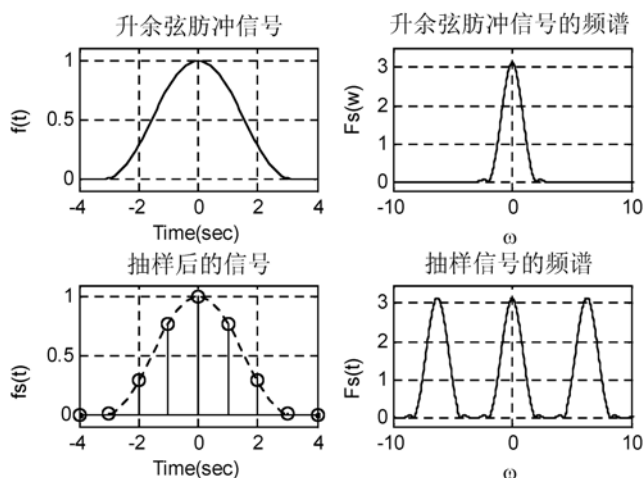 升余弦肪冲信号
f(t)
1
0.5
0
-4 -2 0 2 4
Time(sec)
升余弦肪冲信号的频谱
Fs(w)
3
2
1
0
-10 0 10
ω
抽样后的信号
fs(t)
1
0.5
0
-4 -2 0 2 4
Time(sec)
抽样信号的频谱
Fs(t)
3
2
1
0
-10 0 10
ω